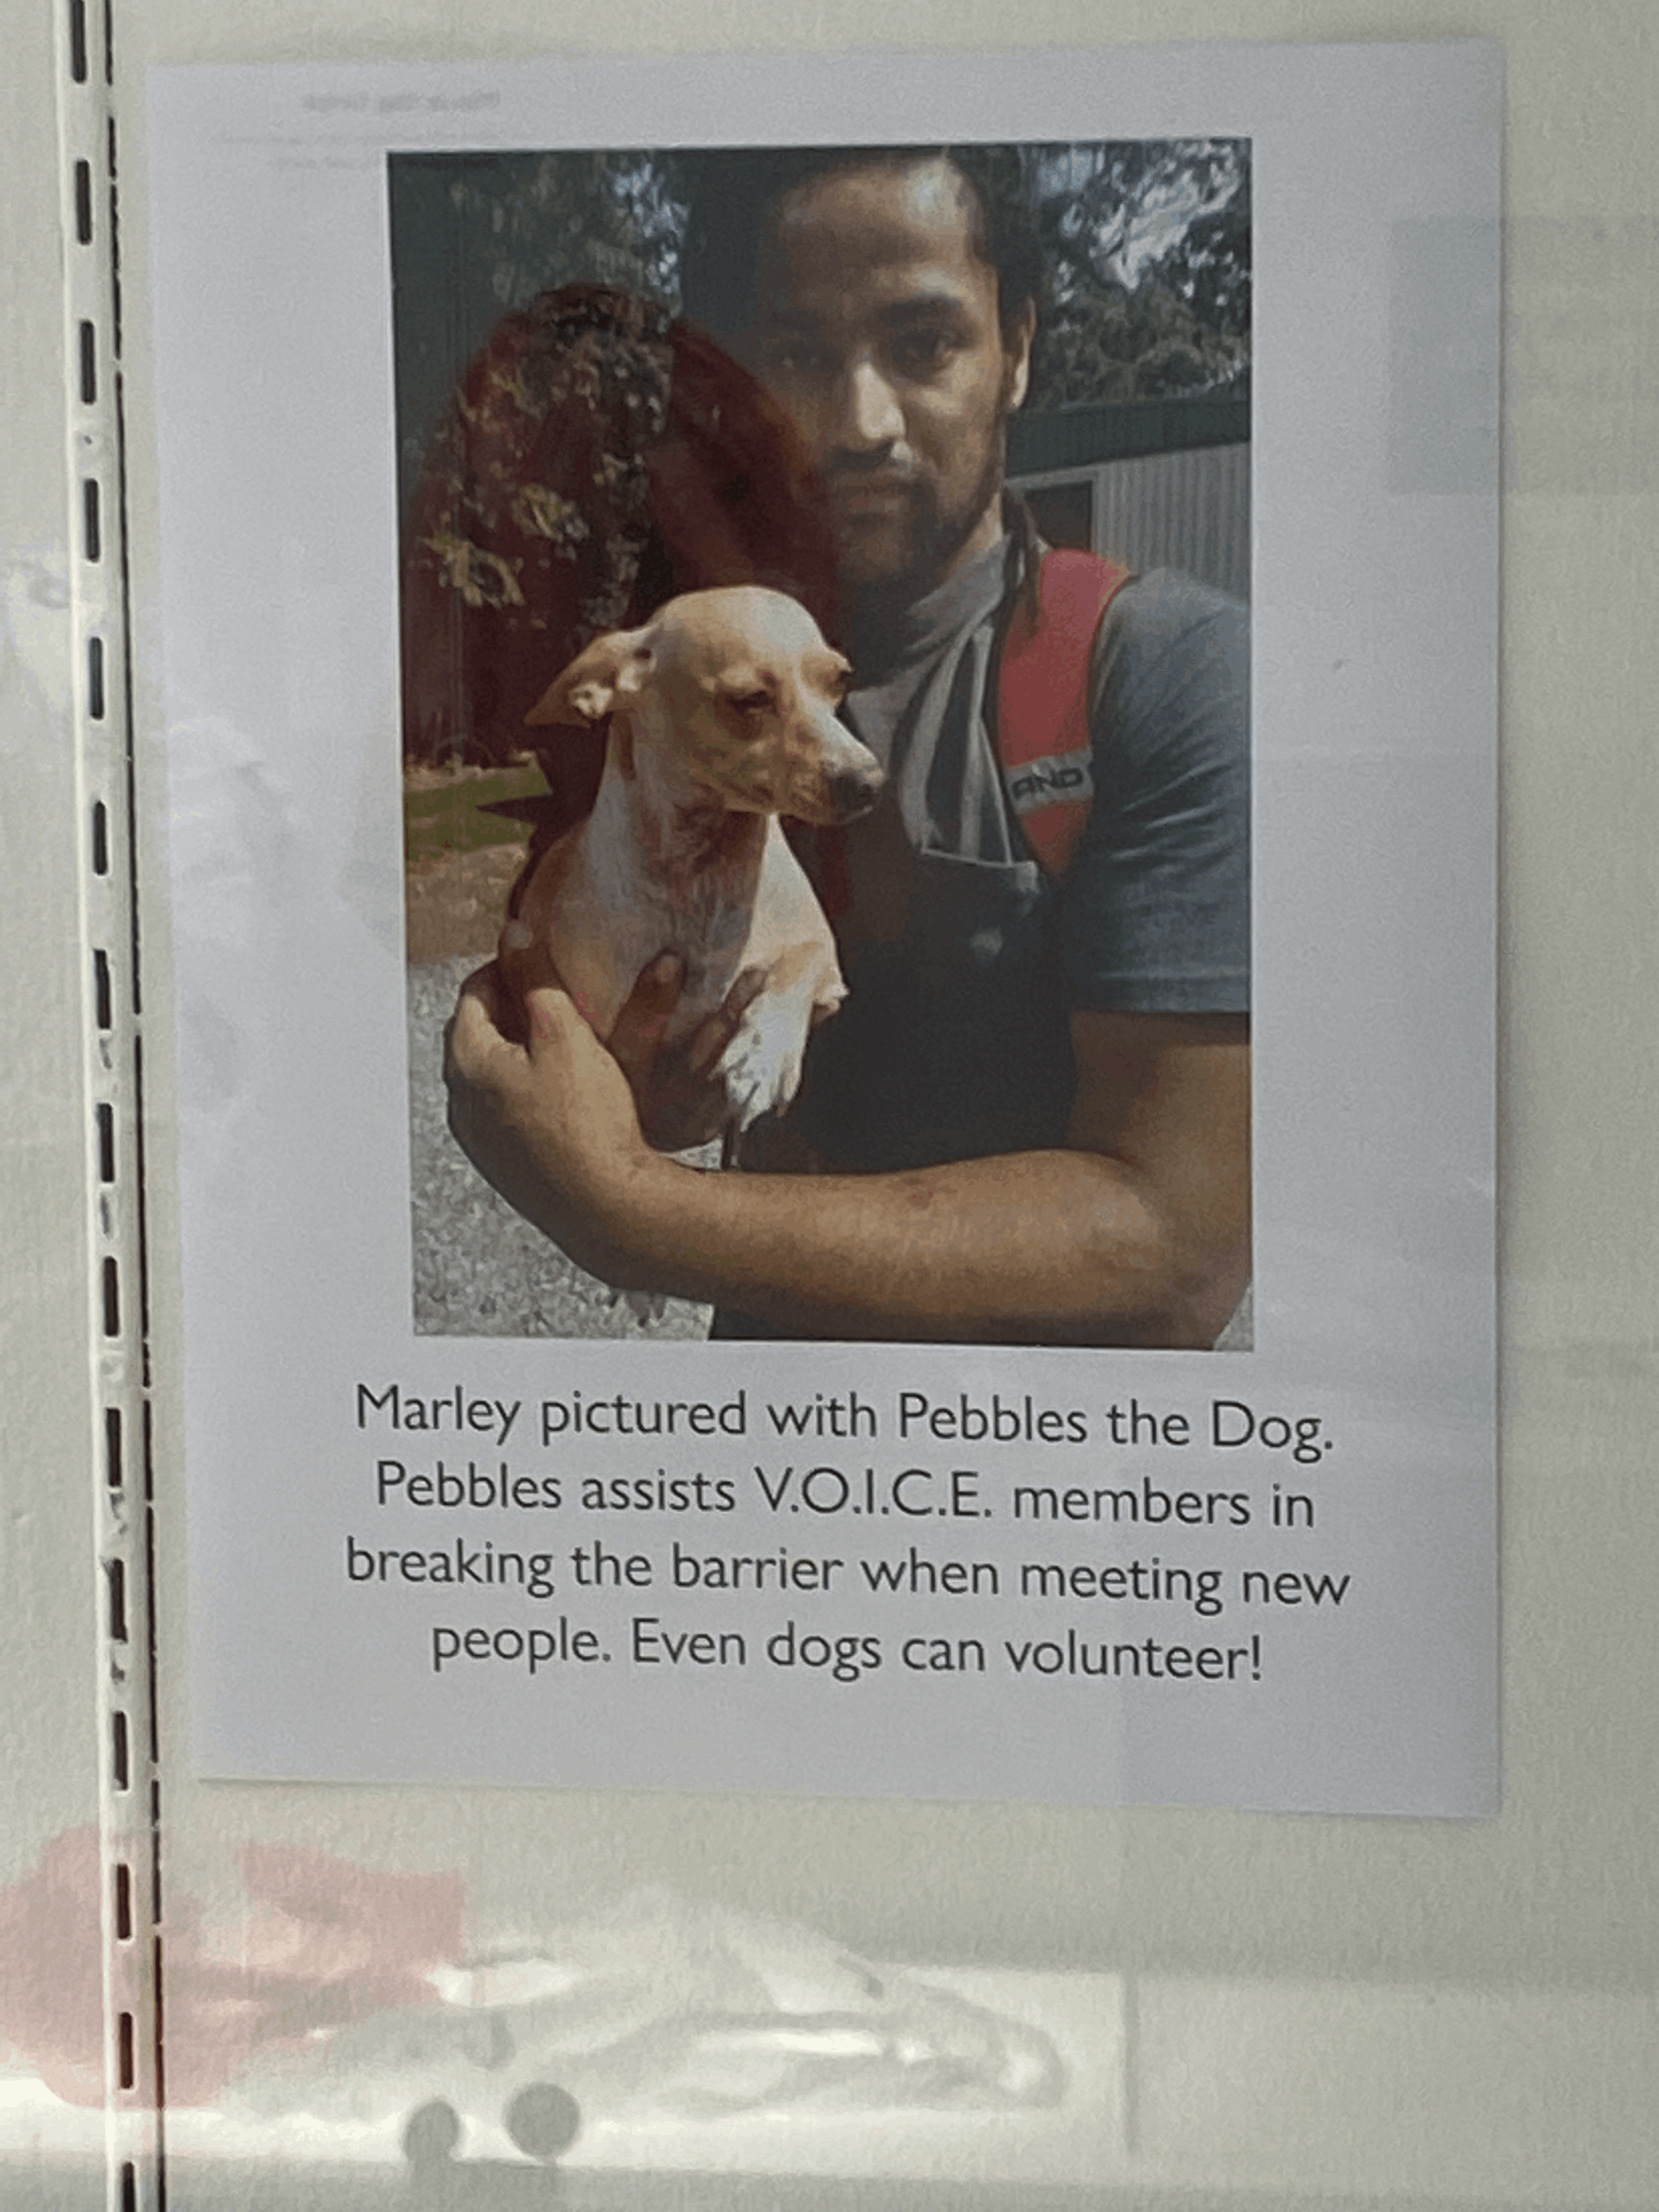 AND
Marley pictured with Pebbles the Dog.
Pebbles assists V.O.I.C.E. members in
breaking the barrier when meeting new
people. Even dogs can volunteer!